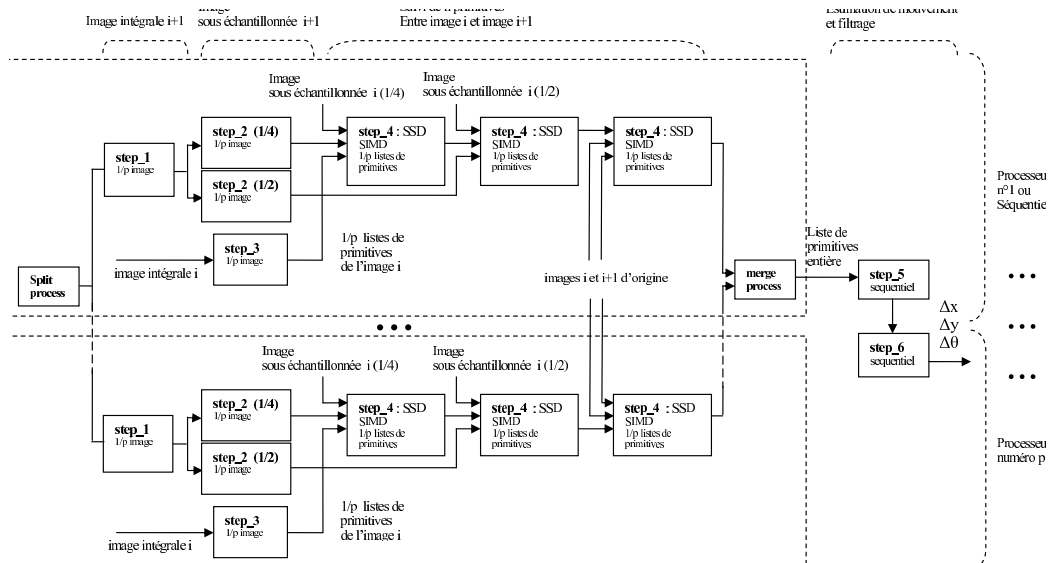 Image intégrale i+1
sous échantillonnée i+1
Entre image i et image i+1
et filtrage
Image
sous échantillonnée i (1/4)
Image
sous échantillonnée i (1/2)
step_1
1/p image
step_2 (1/4)
1/p image
step_2 (1/2)
1/p image
step_4 : SSD
SIMD
1/p listes de
primitives
step_4 : SSD
SIMD
1/p listes de
primitives
step_4 : SSD
SIMD
1/p listes de
primitives
Processeu
n°1 ou
Séquentie
step_3
1/p image
image intégrale i
1/p listes de
primitives
de l'image i
Split
process
images i et i+1 d'origine
merge
process
Liste de
primitives
entière
step_5
sequentiel
Δx
Δy
Δθ
step_6
sequentiel
Image
sous échantillonnée i (1/4)
Image
sous échantillonnée i (1/2)
step_1
1/p image
step_2 (1/4)
1/p image
step_2 (1/2)
1/p image
step_4 : SSD
SIMD
1/p listes de
primitives
step_4 : SSD
SIMD
1/p listes de
primitives
step_4 : SSD
SIMD
1/p listes de
primitives
Processeu
numéro p
step_3
1/p image
image intégrale i
1/p listes de
primitives
de l'image i